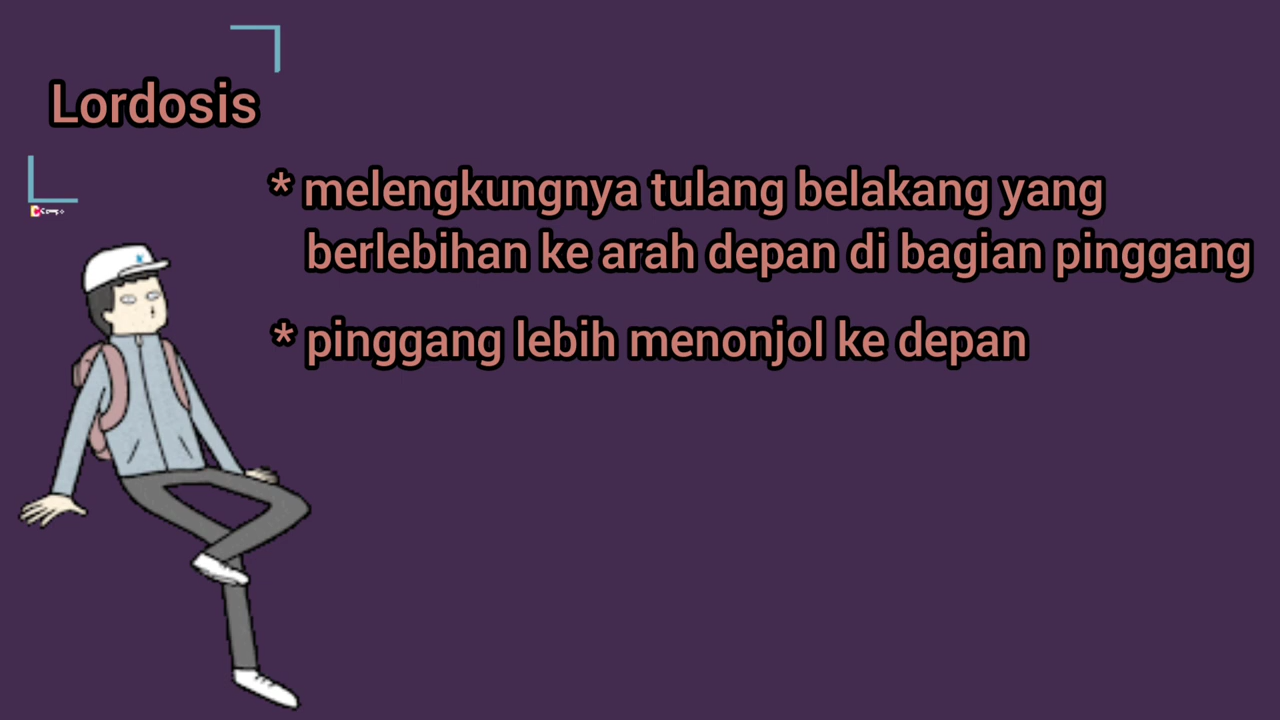 Lordosis
* melengkungnya tulang belakang yang
berlebihan ke arah depan di bagian pinggang
* pinggang lebih menonjol ke depan